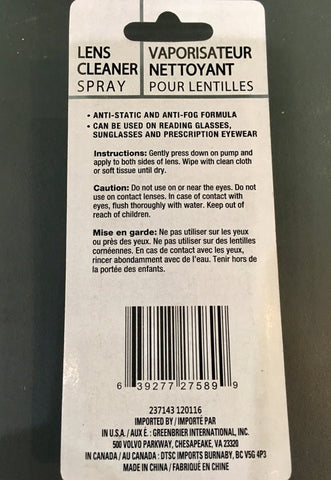 LENS
CLEANER
SPRAY
VAPORISATEUR
NETTOYANT
POUR LENTILLES
• ANTI-STATIC AND ANTI-FOG FORMULA
• CAN BE USED ON READING GLASSES,
SUNGLASSES AND PRESCRIPTION EYEWEAR
Instructions: Gently press down on pump and
apply to both sides of lens. Wipe with clean cloth
or soft tissue until dry.
Caution: Do not use on or near the eyes. Do not
use on contact lenses. In case of contact with
eyes, flush thoroughly with water. Keep out of
reach of children.
Mise en garde: Ne pas utiliser sur les yeux
ou près des yeux. Ne pas utiliser sur des lentilles
cornéennes. En cas de contact avec les yeux,
rincer abondamment avec de l'eau. Tenir hors de
la portée des enfants.
6 39277 27589 9
237143 120116
IMPORTED BY / IMPORTÉ PAR
IN U.S.A./ AUX É. : GREENBRIER INTERNATIONAL, INC.
500 VOLVO PARKWAY, CHESAPEAKE, VA 23320
IN CANADA / AU CANADA : DTSC IMPORTS BURNABY, BC V5G 4P3
MADE IN CHINA / FABRIQUÉ EN CHINE